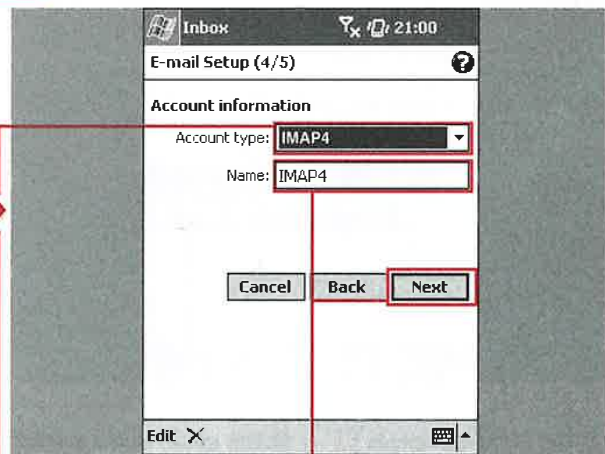 Inbox 21:00
E-mail Setup (4/5)
Account information
Account type: IMAP4
Name: IMAP4
Cancel Back Next
Edit